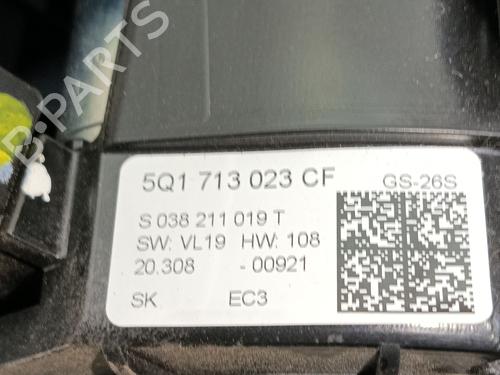 B-PARTS
5Q1 713 023 CF GS-26S
S 038 211 019 T
SW: VL19 HW: 108
20.308 -00921
SK EC3